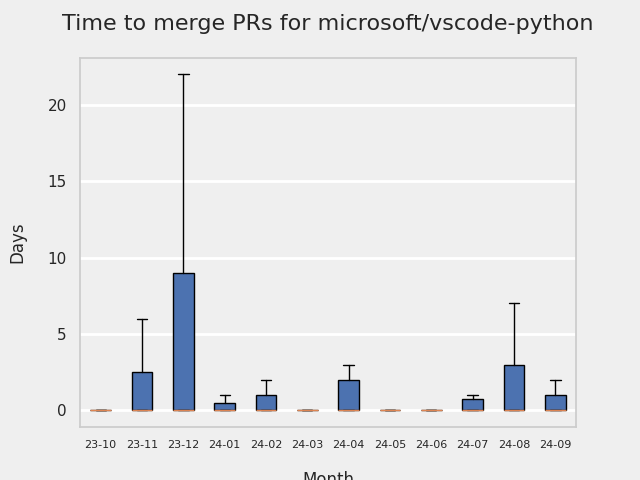 Time to merge PRs for microsoft/vscode-python
Days
20
15
10
5
0
23-10 23-11 23-12 24-01 24-02 24-03 24-04 24-05 24-06 24-07 24-08 24-09
Month